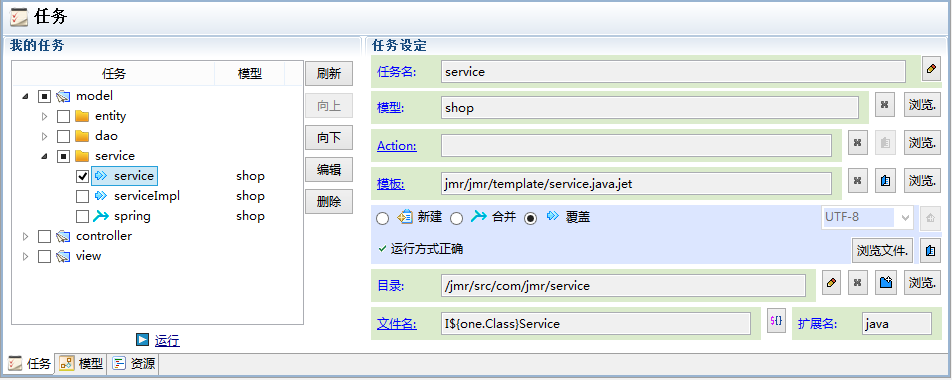 任务
我的任务
任务 模型
model
entity
dao
service
service shop
serviceImpl shop
spring shop
controller
view
刷新
向上
向下
编辑
删除
运行
任务设定
任务名: service
模型: shop 浏览.
Action: 浏览.
模板: jmr/jmr/template/service.java.jet 浏览.
新建 合并 覆盖 UTF-8
运行方式正确 浏览文件.
目录: /jmr/src/com/jmr/service 浏览.
文件名: I${one.Class}Service ${} 扩展名: java
任务 模型 资源